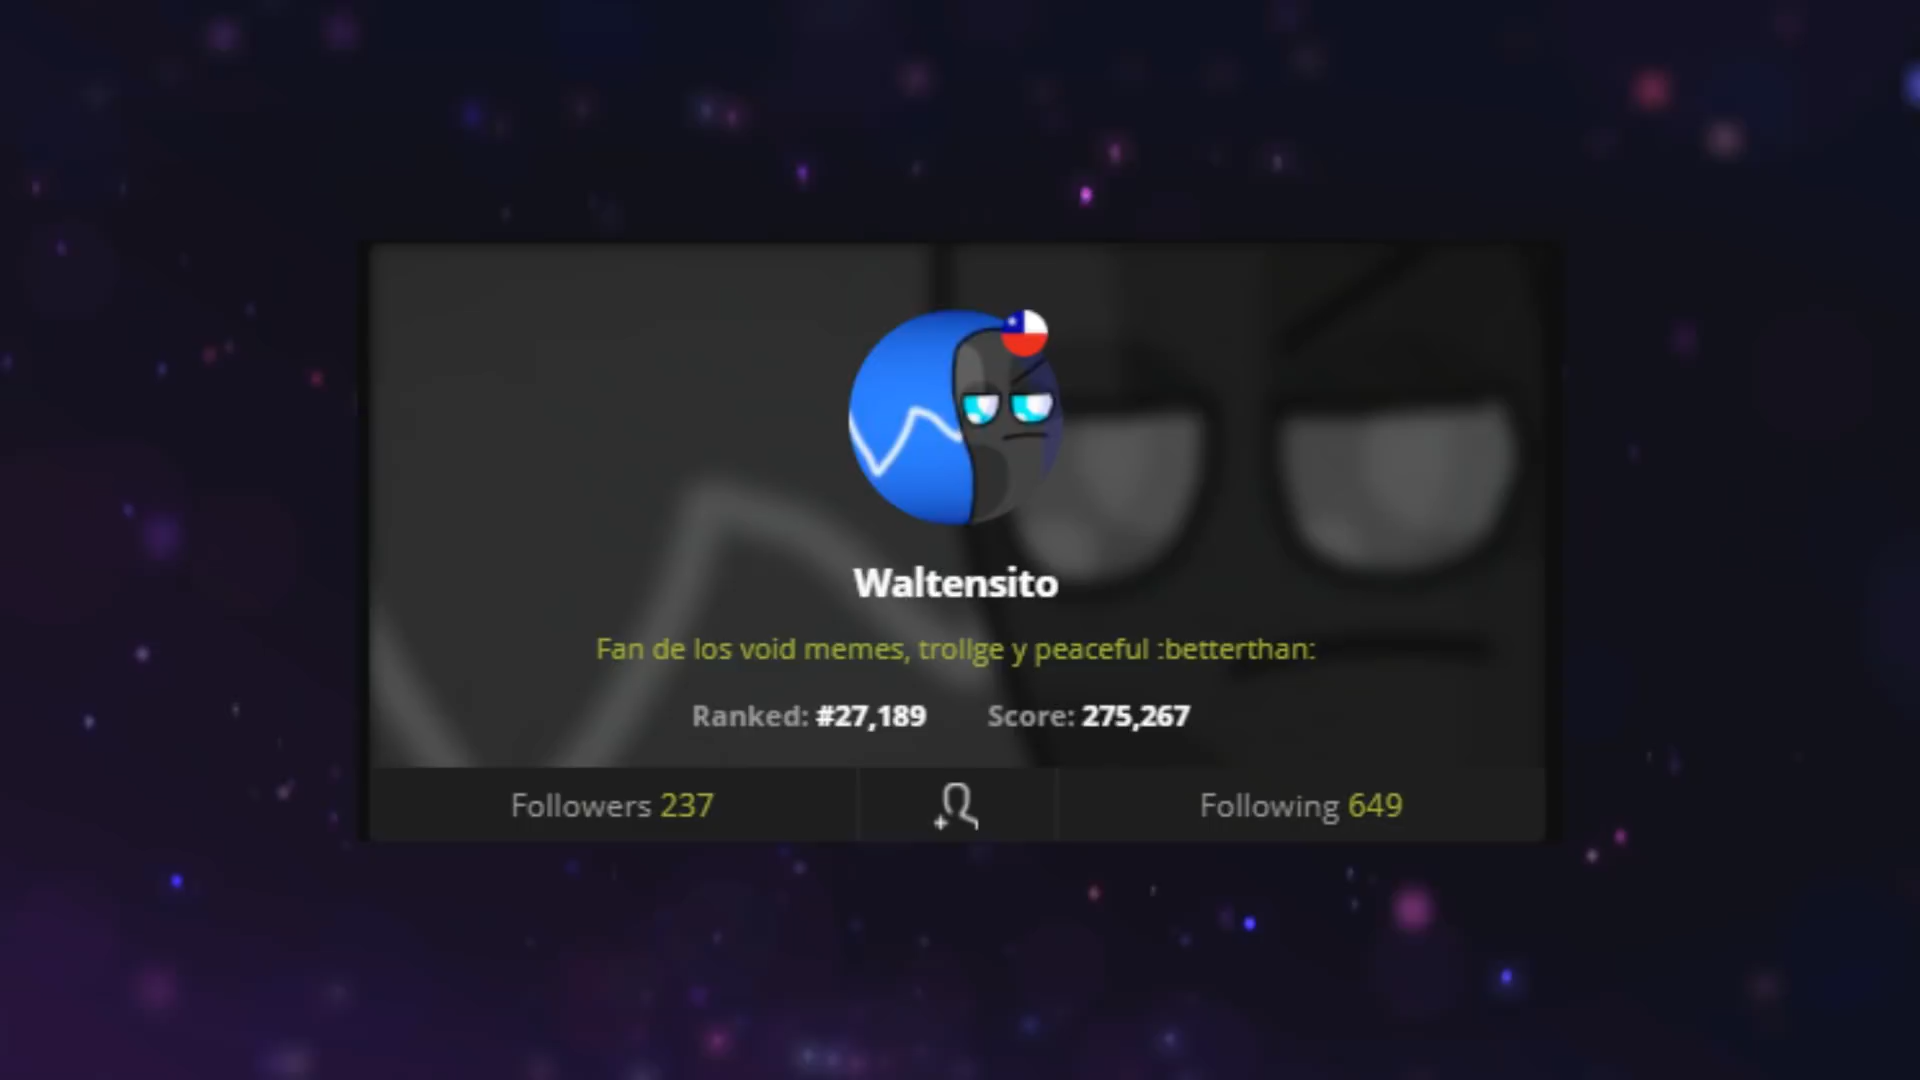 Waltensito
Fan de los void memes, trollge y peaceful :betterthan:
Ranked: #27,189 Score: 275,267
Followers 237 Following 649